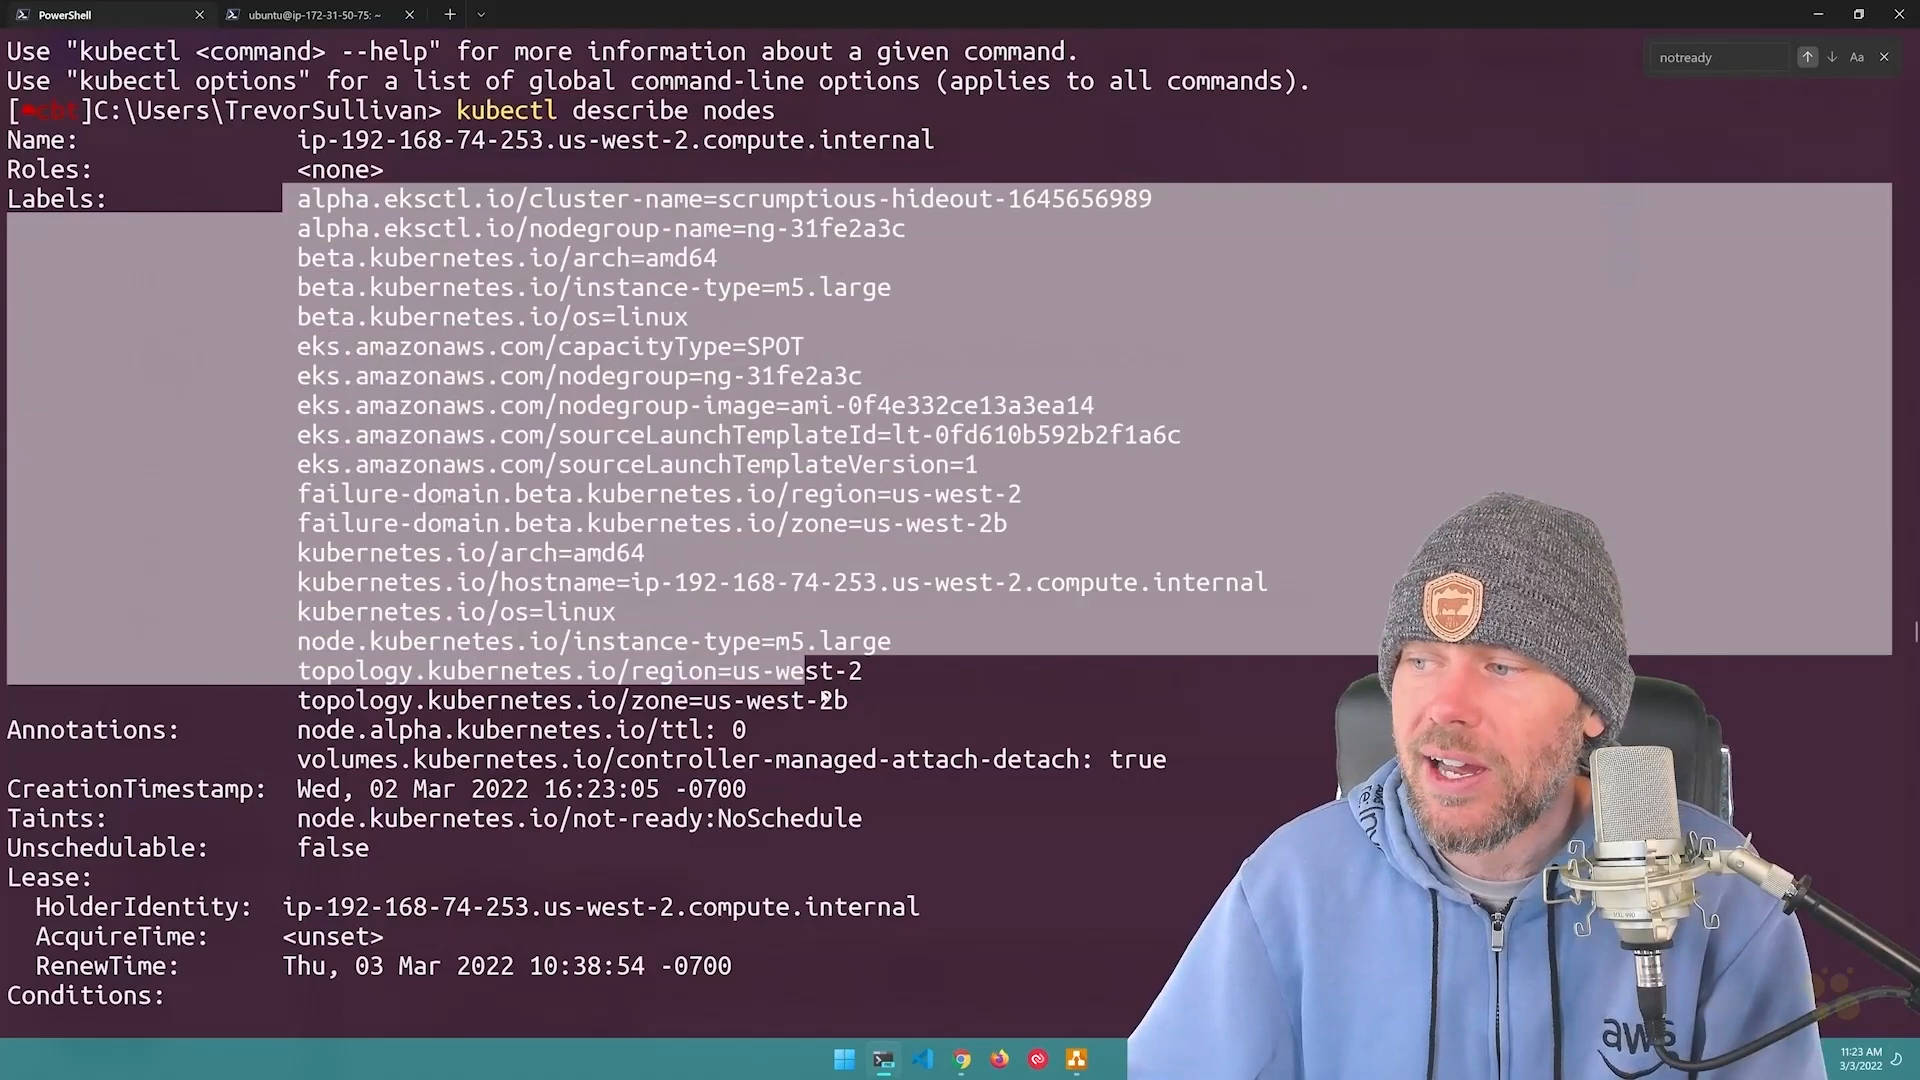 PowerShell
ubuntu@ip-172-31-50-75: ~
notready
Aa
Use "kubectl <command> --help" for more information about a given command.
Use "kubectl options" for a list of global command-line options (applies to all commands).
[cbt]C:\Users\TrevorSullivan> kubectl describe nodes
Name: ip-192-168-74-253.us-west-2.compute.internal
Roles: <none>
Labels: alpha.eksctl.io/cluster-name=scrumptious-hideout-1645656989
alpha.eksctl.io/nodegroup-name=ng-31fe2a3c
beta.kubernetes.io/arch=amd64
beta.kubernetes.io/instance-type=m5.large
beta.kubernetes.io/os=linux
eks.amazonaws.com/capacityType=SPOT
eks.amazonaws.com/nodegroup=ng-31fe2a3c
eks.amazonaws.com/nodegroup-image=ami-0f4e332ce13a3ea14
eks.amazonaws.com/sourceLaunchTemplateId=lt-0fd610b592b2f1a6c
eks.amazonaws.com/sourceLaunchTemplateVersion=1
failure-domain.beta.kubernetes.io/region=us-west-2
failure-domain.beta.kubernetes.io/zone=us-west-2b
kubernetes.io/arch=amd64
kubernetes.io/hostname=ip-192-168-74-253.us-west-2.compute.internal
kubernetes.io/os=linux
node.kubernetes.io/instance-type=m5.large
topology.kubernetes.io/region=us-west-2
topology.kubernetes.io/zone=us-west-2b
Annotations: node.alpha.kubernetes.io/ttl: 0
volumes.kubernetes.io/controller-managed-attach-detach: true
CreationTimestamp: Wed, 02 Mar 2022 16:23:05 -0700
Taints: node.kubernetes.io/not-ready:NoSchedule
Unschedulable: false
Lease:
HolderIdentity: ip-192-168-74-253.us-west-2.compute.internal
AcquireTime: <unset>
RenewTime: Thu, 03 Mar 2022 10:38:54 -0700
Conditions:
aws
11:23 AM
3/3/2022